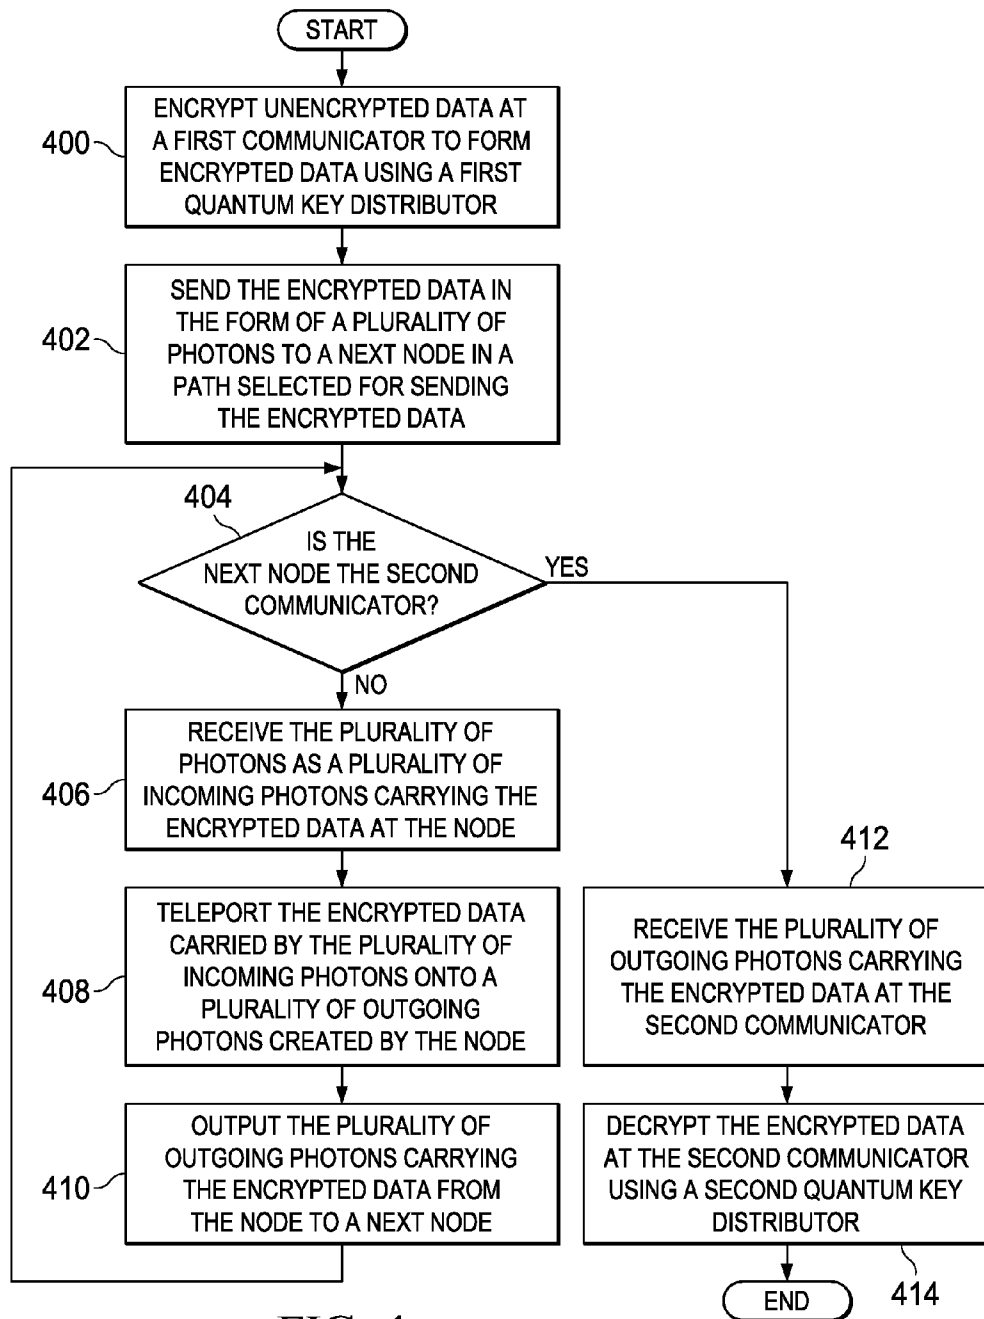 START
400
ENCRYPT UNENCRYPTED DATA AT
A FIRST COMMUNICATOR TO FORM
ENCRYPTED DATA USING A FIRST
QUANTUM KEY DISTRIBUTOR
402
SEND THE ENCRYPTED DATA IN
THE FORM OF A PLURALITY OF
PHOTONS TO A NEXT NODE IN A
PATH SELECTED FOR SENDING
THE ENCRYPTED DATA
404
IS THE
NEXT NODE THE SECOND
COMMUNICATOR?
YES
NO
406
RECEIVE THE PLURALITY OF
PHOTONS AS A PLURALITY OF
INCOMING PHOTONS CARRYING THE
ENCRYPTED DATA AT THE NODE
408
TELEPORT THE ENCRYPTED DATA
CARRIED BY THE PLURALITY OF
INCOMING PHOTONS ONTO A
PLURALITY OF OUTGOING
PHOTONS CREATED BY THE NODE
410
OUTPUT THE PLURALITY OF
OUTGOING PHOTONS CARRYING
THE ENCRYPTED DATA FROM
THE NODE TO A NEXT NODE
412
RECEIVE THE PLURALITY OF
OUTGOING PHOTONS CARRYING
THE ENCRYPTED DATA AT THE
SECOND COMMUNICATOR
DECRYPT THE ENCRYPTED DATA
AT THE SECOND COMMUNICATOR
USING A SECOND QUANTUM KEY
DISTRIBUTOR
414
END